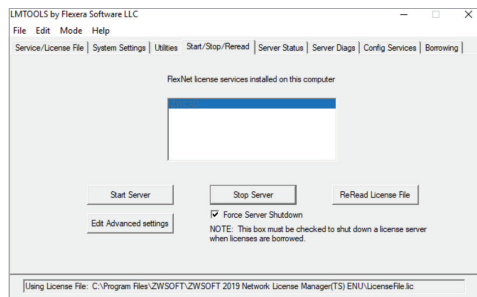 LMTOOLS by Flexera Software LLC
File Edit Mode Help
Service/License File System Settings Utilities Start/Stop/Reread Server Status Server Diags Config Services Borrowing
FlexNet license services installed on this computer
Start Server Stop Server ReRead License File
Edit Advanced settings
Force Server Shutdown
NOTE: This box must be checked to shut down a license server
when licenses are borrowed.
Using License File: C:\Program Files\ZWSOFT\ZWSOFT 2019 Network License Manager(TS) ENU\LicenseFile.lic